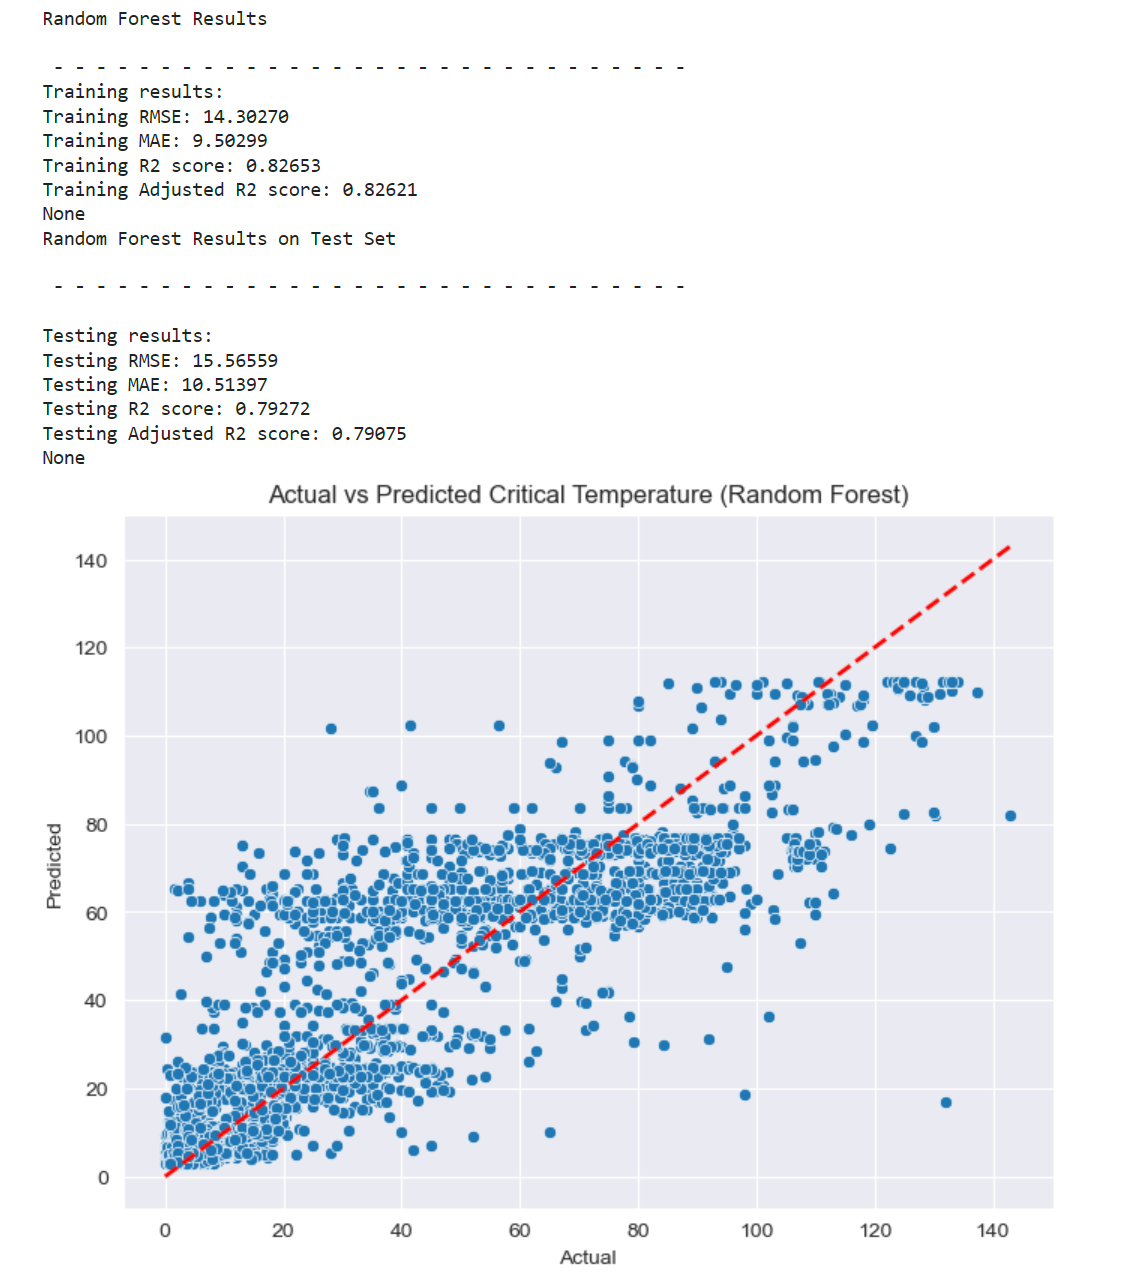 Random Forest Results
- - - - - - - - - - - - - - - - - - - - - - - - - - - - - -
Training results:
Training RMSE: 14.30270
Training MAE: 9.50299
Training R2 score: 0.82653
Training Adjusted R2 score: 0.82621
None
Random Forest Results on Test Set
- - - - - - - - - - - - - - - - - - - - - - - - - - - - - -
Testing results:
Testing RMSE: 15.56559
Testing MAE: 10.51397
Testing R2 score: 0.79272
Testing Adjusted R2 score: 0.79075
None
Actual vs Predicted Critical Temperature (Random Forest)
140
120
100
80
60
40
20
0
Predicted
0 20 40 60 80 100 120 140
Actual